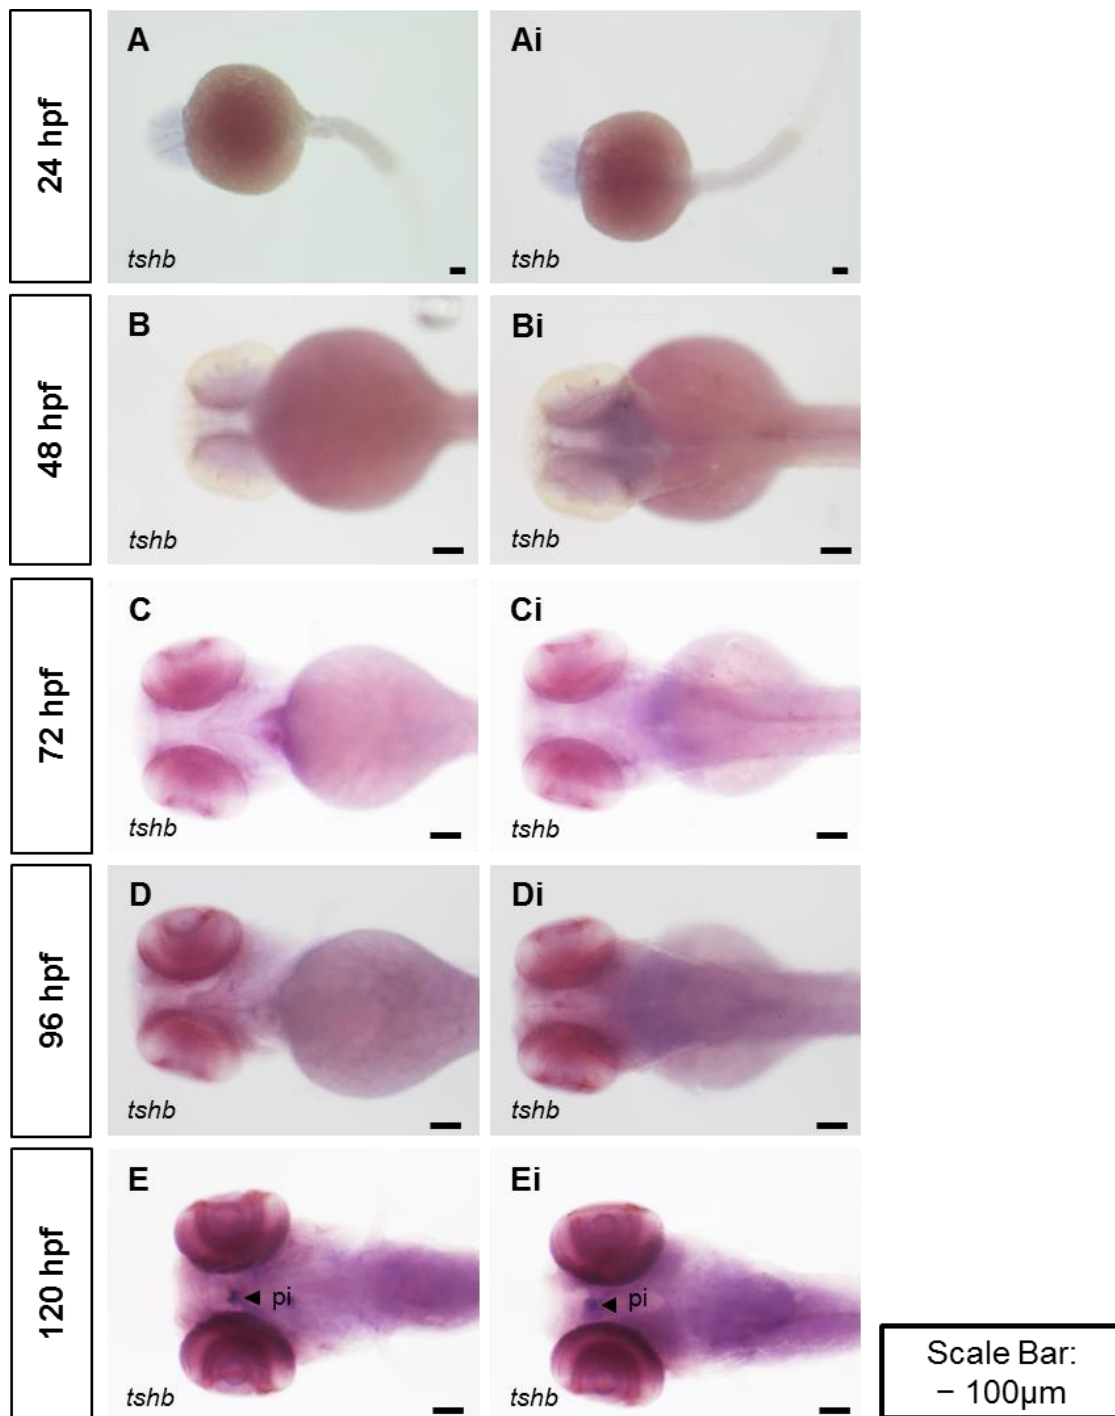 24 hpf
A
tshb
Ai
tshb
48 hpf
B
tshb
Bi
tshb
72 hpf
C
tshb
Ci
tshb
96 hpf
D
tshb
Di
tshb
120 hpf
E
pi
tshb
Ei
pi
tshb
Scale Bar:
– 100µm